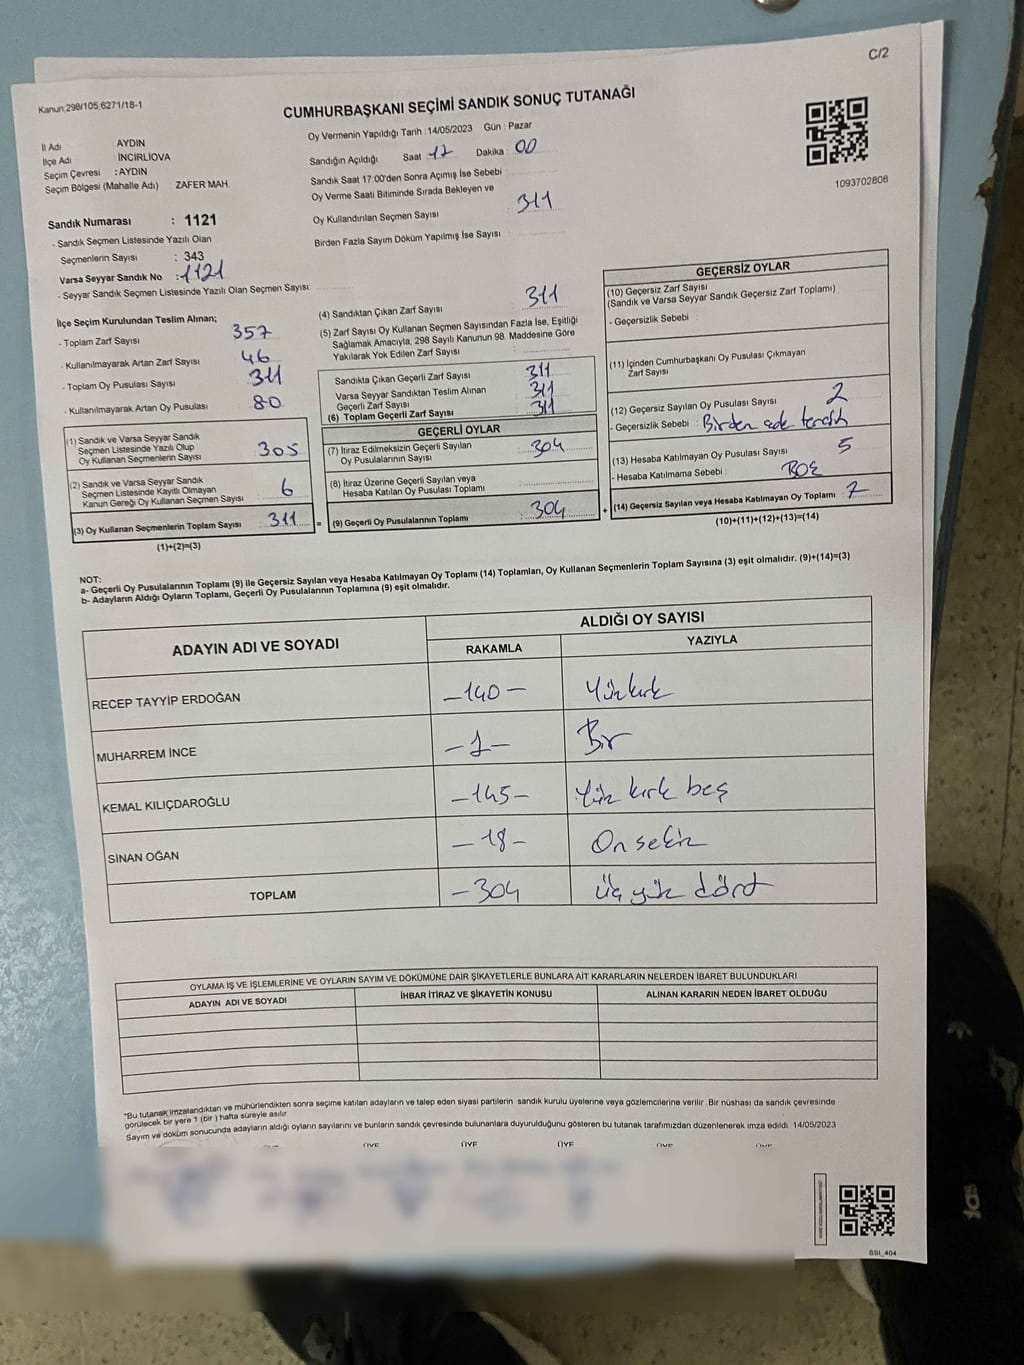 C/2
Kanun:298/105,6271/18-1
CUMHURBAŞKANI SEÇİMİ SANDIK SONUÇ TUTANAĞI
İl Adı : AYDIN
İlçe Adı : İNCİRLİOVA
Seçim Çevresi : AYDIN
Seçim Bölgesi (Mahalle Adı) : ZAFER MAH.
Oy Vermenin Yapıldığı Tarih : 14/05/2023 Gün : Pazar
Sandığın Açıldığı Saat : 17 Dakika : 00
Sandık Saat 17:00'den Sonra Açımış İse Sebebi :
Oy Verme Saati Bitiminde Sırada Bekleyen ve
Oy Kullandırılan Seçmen Sayısı : 311
Birden Fazla Sayım Döküm Yapılmış İse Sayısı :
1093702808
Sandık Numarası : 1121
- Sandık Seçmen Listesinde Yazılı Olan
Seçmenlerin Sayısı : 343
Varsa Seyyar Sandık No : 1121
- Seyyar Sandık Seçmen Listesinde Yazılı Olan Seçmen Sayısı:
İlçe Seçim Kurulundan Teslim Alınan;
- Toplam Zarf Sayısı : 357
- Kullanılmayarak Artan Zarf Sayısı : 46
- Toplam Oy Pusulası Sayısı : 311
- Kullanılmayarak Artan Oy Pusulası : 80
(1) Sandık ve Varsa Seyyar Sandık
Seçmen Listesinde Yazılı Olup
Oy Kullanan Seçmenlerin Sayısı : 305
(2) Sandık ve Varsa Seyyar Sandık
Seçmen Listesinde Kayıtlı Olmayan
Kanun Gereği Oy Kullanan Seçmen Sayısı : 6
(3) Oy Kullanan Seçmenlerin Toplam Sayısı : 311 =
(1)+(2)=(3)
(4) Sandıktan Çıkan Zarf Sayısı : 311
(5) Zarf Sayısı Oy Kullanan Seçmen Sayısından Fazla İse, Eşitliği
Sağlamak Amacıyla; 298 Sayılı Kanunun 98. Maddesine Göre
Yakılarak Yok Edilen Zarf Sayısı :
Sandıkta Çıkan Geçerli Zarf Sayısı : 311
Varsa Seyyar Sandıktan Teslim Alınan
Geçerli Zarf Sayısı : 311
(6) Toplam Geçerli Zarf Sayısı : 311
GEÇERLİ OYLAR
(7) İtiraz Edilmeksizin Geçerli Sayılan
Oy Pusulalarının Sayısı : 304
(8) İtiraz Üzerine Geçerli Sayılan veya
Hesaba Katılan Oy Pusulası Toplamı :
(9) Geçerli Oy Pusulalarının Toplamı : 304 +
GEÇERSİZ OYLAR
(10) Geçersiz Zarf Sayısı
(Sandık ve Varsa Seyyar Sandık Geçersiz Zarf Toplamı)
- Geçersizlik Sebebi :
(11) İçinden Cumhurbaşkanı Oy Pusulası Çıkmayan
Zarf Sayısı
(12) Geçersiz Sayılan Oy Pusulası Sayısı 2
- Geçersizlik Sebebi : Birden çok tercih
(13) Hesaba Katılmayan Oy Pusulası Sayısı 5
- Hesaba Katılmama Sebebi : BOŞ
(14) Geçersiz Sayılan veya Hesaba Katılmayan Oy Toplamı : 7
(10)+(11)+(12)+(13)=(14)
NOT:
a- Geçerli Oy Pusulalarının Toplamı (9) ile Geçersiz Sayılan veya Hesaba Katılmayan Oy Toplamı (14) Toplamları, Oy Kullanan Seçmenlerin Toplam Sayısına (3) eşit olmalıdır. (9)+(14)=(3)
b- Adayların Aldığı Oyların Toplamı, Geçerli Oy Pusulalarının Toplamına (9) eşit olmalıdır.
ADAYIN ADI VE SOYADI ALDIĞI OY SAYISI
RAKAMLA YAZIYLA
RECEP TAYYİP ERDOĞAN -140- Yüzkırk
MUHARREM İNCE -1- Bir
KEMAL KILIÇDAROĞLU -145- Yüz kırk beş
SİNAN OĞAN -18- On sekiz
TOPLAM -304 Üç yüz dört
OYLAMA İŞ VE İŞLEMLERİNE VE OYLARIN SAYIM VE DÖKÜMÜNE DAİR ŞİKAYETLERLE BUNLARA AİT KARARLARIN NELERDEN İBARET BULUNDUKLARI
ADAYIN ADI VE SOYADI İHBAR İTİRAZ VE ŞİKAYETİN KONUSU ALINAN KARARIN NEDEN İBARET OLDUĞU
*Bu tutanak imzalandıktan ve mühürlendikten sonra seçime katılan adayların ve talep eden siyasi partilerin sandık kurulu üyelerine veya gözlemcilerine verilir .Bir nüshası da sandık çevresinde
görülecek bir yere 1 (bir ) hafta süreyle asılır.
Sayım ve döküm sonucunda adayların aldığı oyların sayılarını ve bunların sandık çevresinde bulunanlara duyurulduğunu gösteren bu tutanak tarafımızdan düzenlenerek imza edildi. 14/05/2023
ÜYE ÜYE ÜYE ÜYE ÜYE
SSI_404